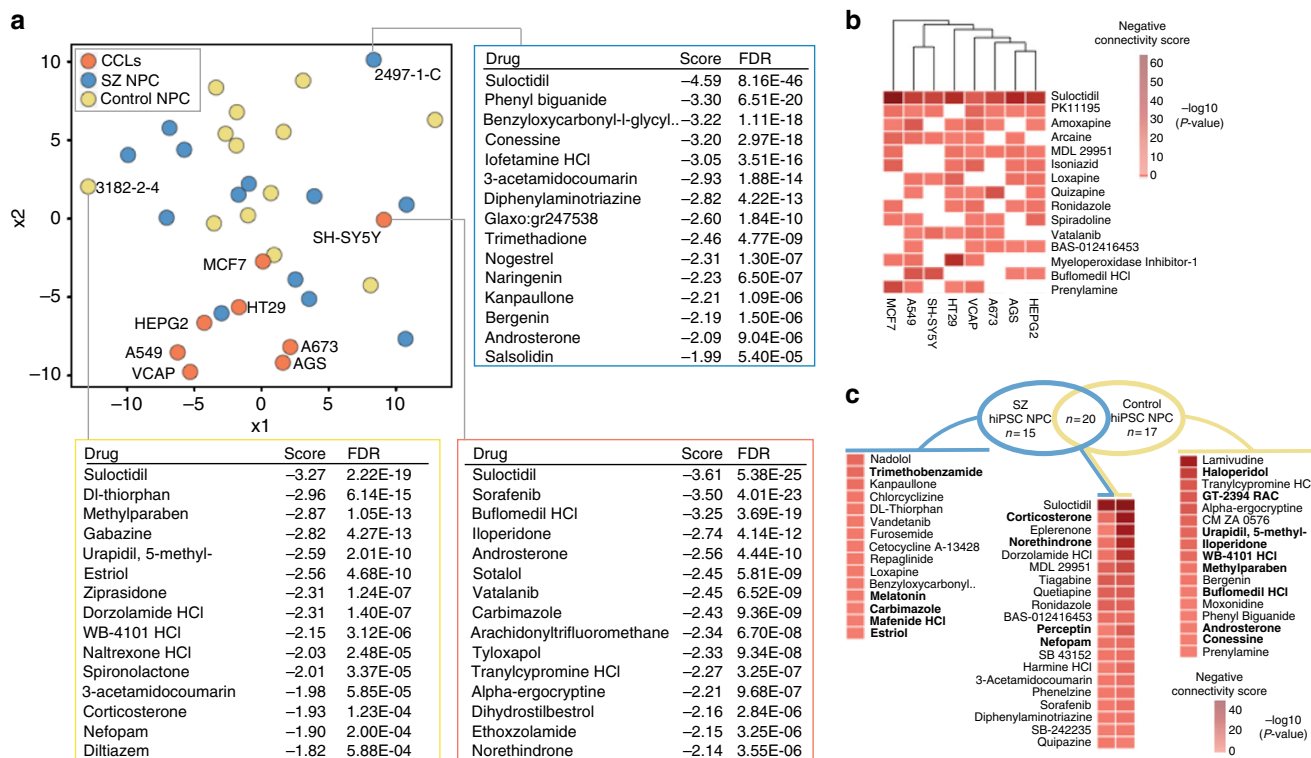 a
CCLs
SZ NPC
Control NPC
2497-1-C
3182-2-4
SH-SY5Y
MCF7
HT29
HEPG2
A549
A673
VCAP
AGS
10
5
0
–5
–10
x2
–10
–5
0
5
10
x1
Drug Score FDR
Suloctidil –4.59 8.16E-46
Phenyl biguanide –3.30 6.51E-20
Benzyloxycarbonyl-l-glycyl.. –3.22 1.11E-18
Conessine –3.20 2.97E-18
Iofetamine HCl –3.05 3.51E-16
3-acetamidocoumarin –2.93 1.88E-14
Diphenylaminotriazine –2.82 4.22E-13
Glaxo:gr247538 –2.60 1.84E-10
Trimethadione –2.46 4.77E-09
Nogestrel –2.31 1.30E-07
Naringenin –2.23 6.50E-07
Kanpaullone –2.21 1.09E-06
Bergenin –2.19 1.50E-06
Androsterone –2.09 9.04E-06
Salsolidin –1.99 5.40E-05
Drug Score FDR
Suloctidil –3.27 2.22E-19
Dl-thiorphan –2.96 6.14E-15
Methylparaben –2.87 1.05E-13
Gabazine –2.82 4.27E-13
Urapidil, 5-methyl- –2.59 2.01E-10
Estriol –2.56 4.68E-10
Ziprasidone –2.31 1.24E-07
Dorzolamide HCl –2.31 1.40E-07
WB-4101 HCl –2.15 3.12E-06
Naltrexone HCl –2.03 2.48E-05
Spironolactone –2.01 3.37E-05
3-acetamidocoumarin –1.98 5.85E-05
Corticosterone –1.93 1.23E-04
Nefopam –1.90 2.00E-04
Diltiazem –1.82 5.88E-04
Drug Score FDR
Suloctidil –3.61 5.38E-25
Sorafenib –3.50 4.01E-23
Buflomedil HCl –3.25 3.69E-19
Iloperidone –2.74 4.14E-12
Androsterone –2.56 4.44E-10
Sotalol –2.45 5.81E-09
Vatalanib –2.45 6.52E-09
Carbimazole –2.43 9.36E-09
Arachidonyltrifluoromethane –2.34 6.70E-08
Tyloxapol –2.33 9.34E-08
Tranylcypromine HCl –2.27 3.25E-07
Alpha-ergocryptine –2.21 9.68E-07
Dihydrostilbestrol –2.16 2.84E-06
Ethoxzolamide –2.15 3.25E-06
Norethindrone –2.14 3.55E-06
b
Negative
connectivity score
60
50
40
30
20
10
0
–log10
(P-value)
Suloctidil
PK11195
Amoxapine
Arcaine
MDL 29951
Isoniazid
Loxapine
Quizapine
Ronidazole
Spiradoline
Vatalanib
BAS-012416453
Myeloperoxidase Inhibitor-1
Buflomedil HCl
Prenylamine
MCF7
A549
SH-SY5Y
HT29
VCAP
A673
AGS
HEPG2
c
SZ
hiPSC NPC
n=15
n=20
Control
hiPSC NPC
n=17
Nadolol
Trimethobenzamide
Kanpaullone
Chlorcyclizine
DL-Thiorphan
Vandetanib
Furosemide
Cetocycline A-13428
Repaglinide
Loxapine
Benzyloxycarbonyl..
Melatonin
Carbimazole
Mafenide HCl
Estriol
Suloctidil
Corticosterone
Eplerenone
Norethindrone
Dorzolamide HCl
MDL 29951
Tiagabine
Quetiapine
Ronidazole
BAS-012416453
Perceptin
Nefopam
SB 43152
Harmine HCl
3-Acetamidocoumarin
Phenelzine
Sorafenib
Diphenylaminotriazine
SB-242235
Quipazine
Lamivudine
Haloperidol
Tranylcypromine HC
GT-2394 RAC
Alpha-ergocryptine
CM ZA 0576
Urapidil, 5-methyl-
Iloperidone
WB-4101 HCl
Methylparaben
Bergenin
Buflomedil HCl
Moxonidine
Phenyl Biguanide
Androsterone
Conessine
Prenylamine
Negative
connectivity score
40
20
0
–log10
(P-value)